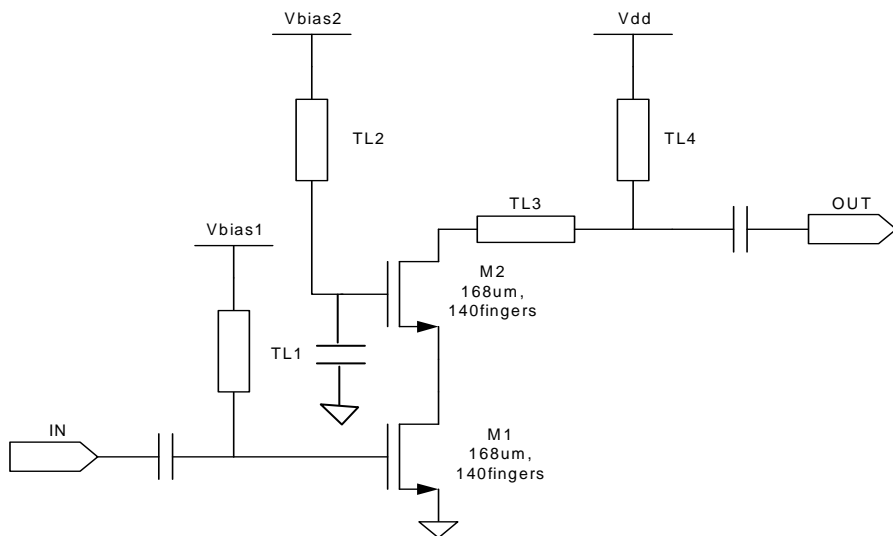 Vbias2
Vdd
TL2
TL4
TL3
OUT
Vbias1
M2
168um,
140fingers
TL1
IN
M1
168um,
140fingers